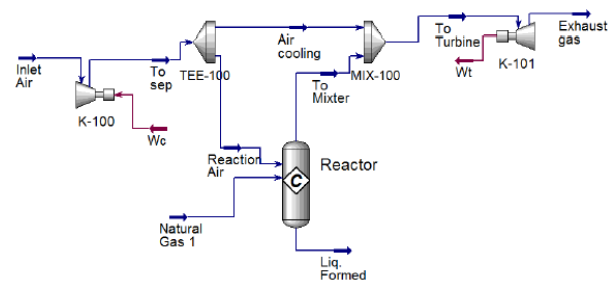 Inlet
Air
K-100
To
sep
Wc
TEE-100
Air
cooling
Reaction
Air
Natural
Gas 1
C
Reactor
Liq.
Formed
To
Mixter
MIX-100
To
Turbine
Wt
K-101
Exhaust
gas